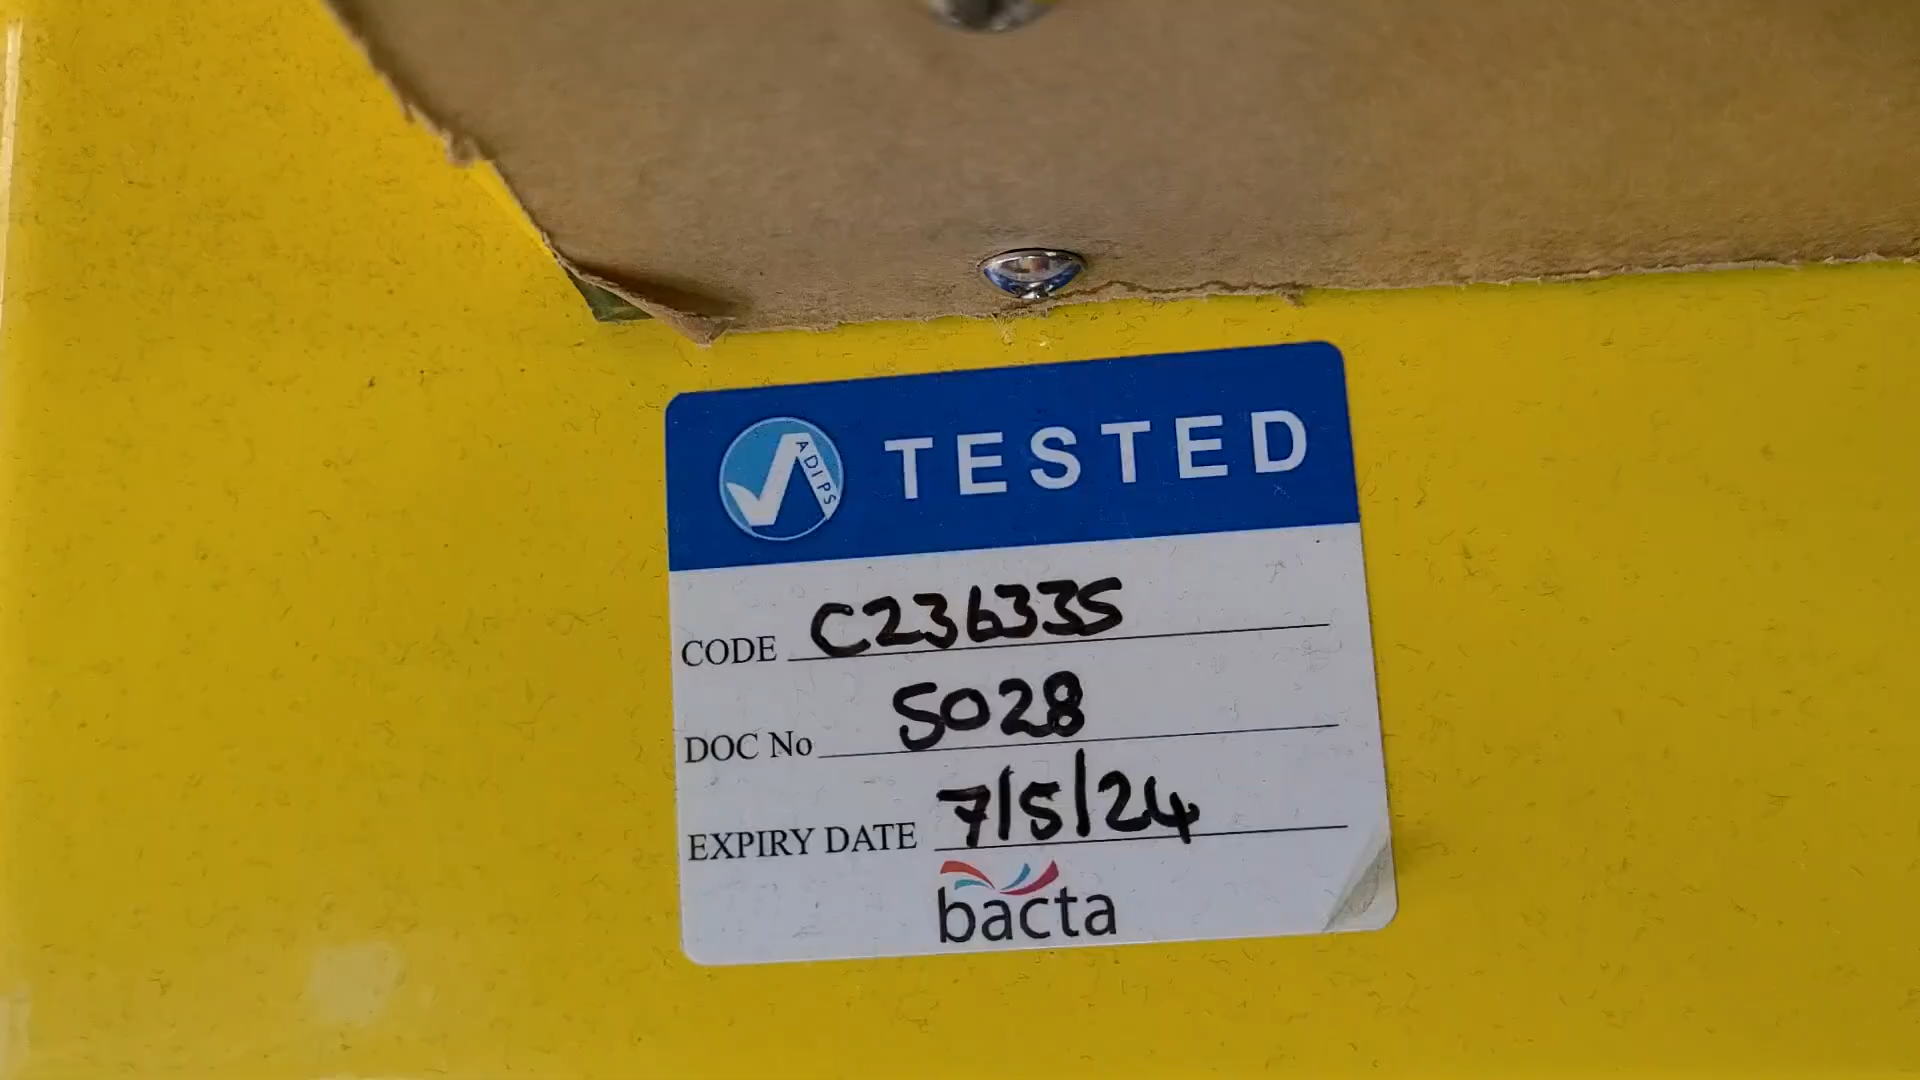 ADIPS
TESTED
CODE C236335
DOC No 5028
EXPIRY DATE 7/5/24
bacta